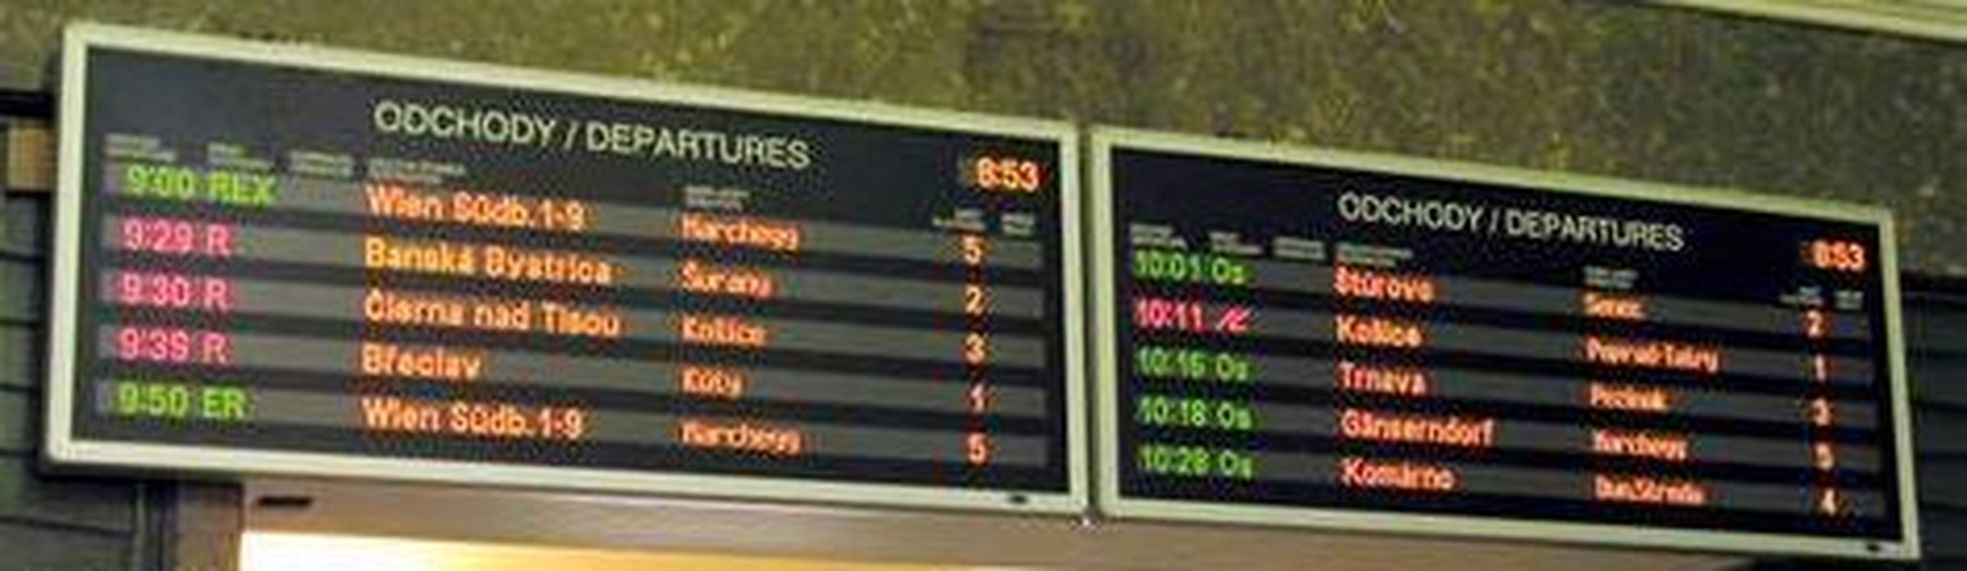 ODCHODY / DEPARTURES
8:53
9:00 REX Wien Südb.1-9 Marchegg 5
9:29 R Banská Bystrica Šurany 2
9:30 R Čierna nad Tisou Košice 3
9:39 R Břeclav Kúty 1
9:50 ER Wien Südb.1-9 Marchegg 5
ODCHODY / DEPARTURES
8:53
10:01 Os Štúrovo Senec 2
10:11 Košice Poprad-Tatry 1
10:15 Os Trnava Pezinok 3
10:18 Os Gänserndorf Marchegg 5
10:28 Os Komárno Dun.Streda 4